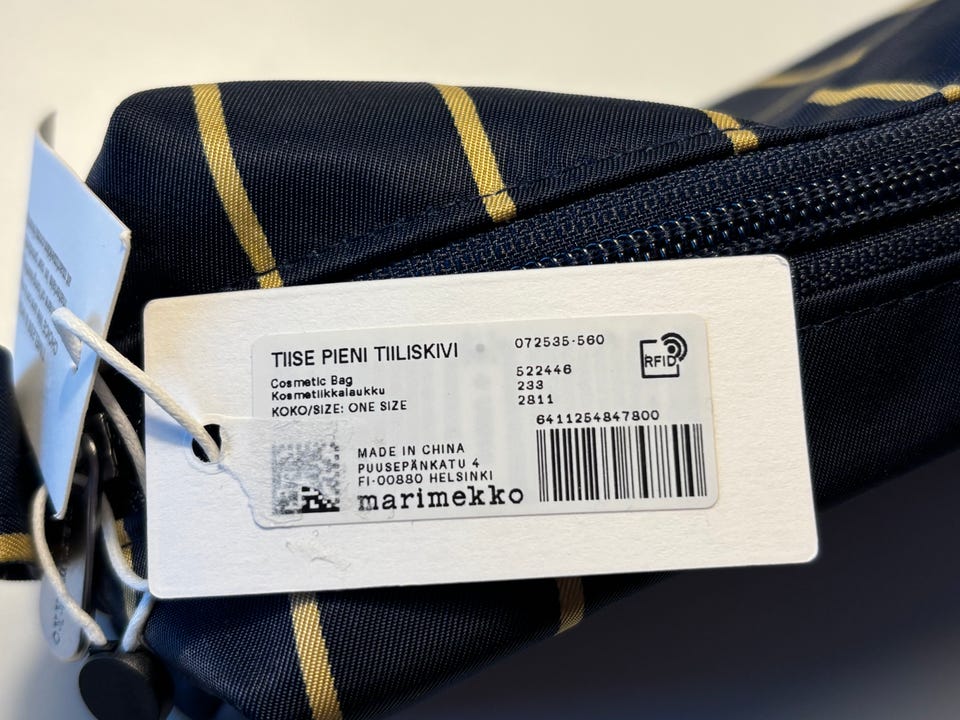 TIISE PIENI TIILISKIVI
Cosmetic Bag
Kosmetiikkalaukku
KOKO/SIZE: ONE SIZE
072535-560
522446
233
2811
RFID
6411254847800
MADE IN CHINA
PUUSEPÄNKATU 4
FI-00880 HELSINKI
marimekko